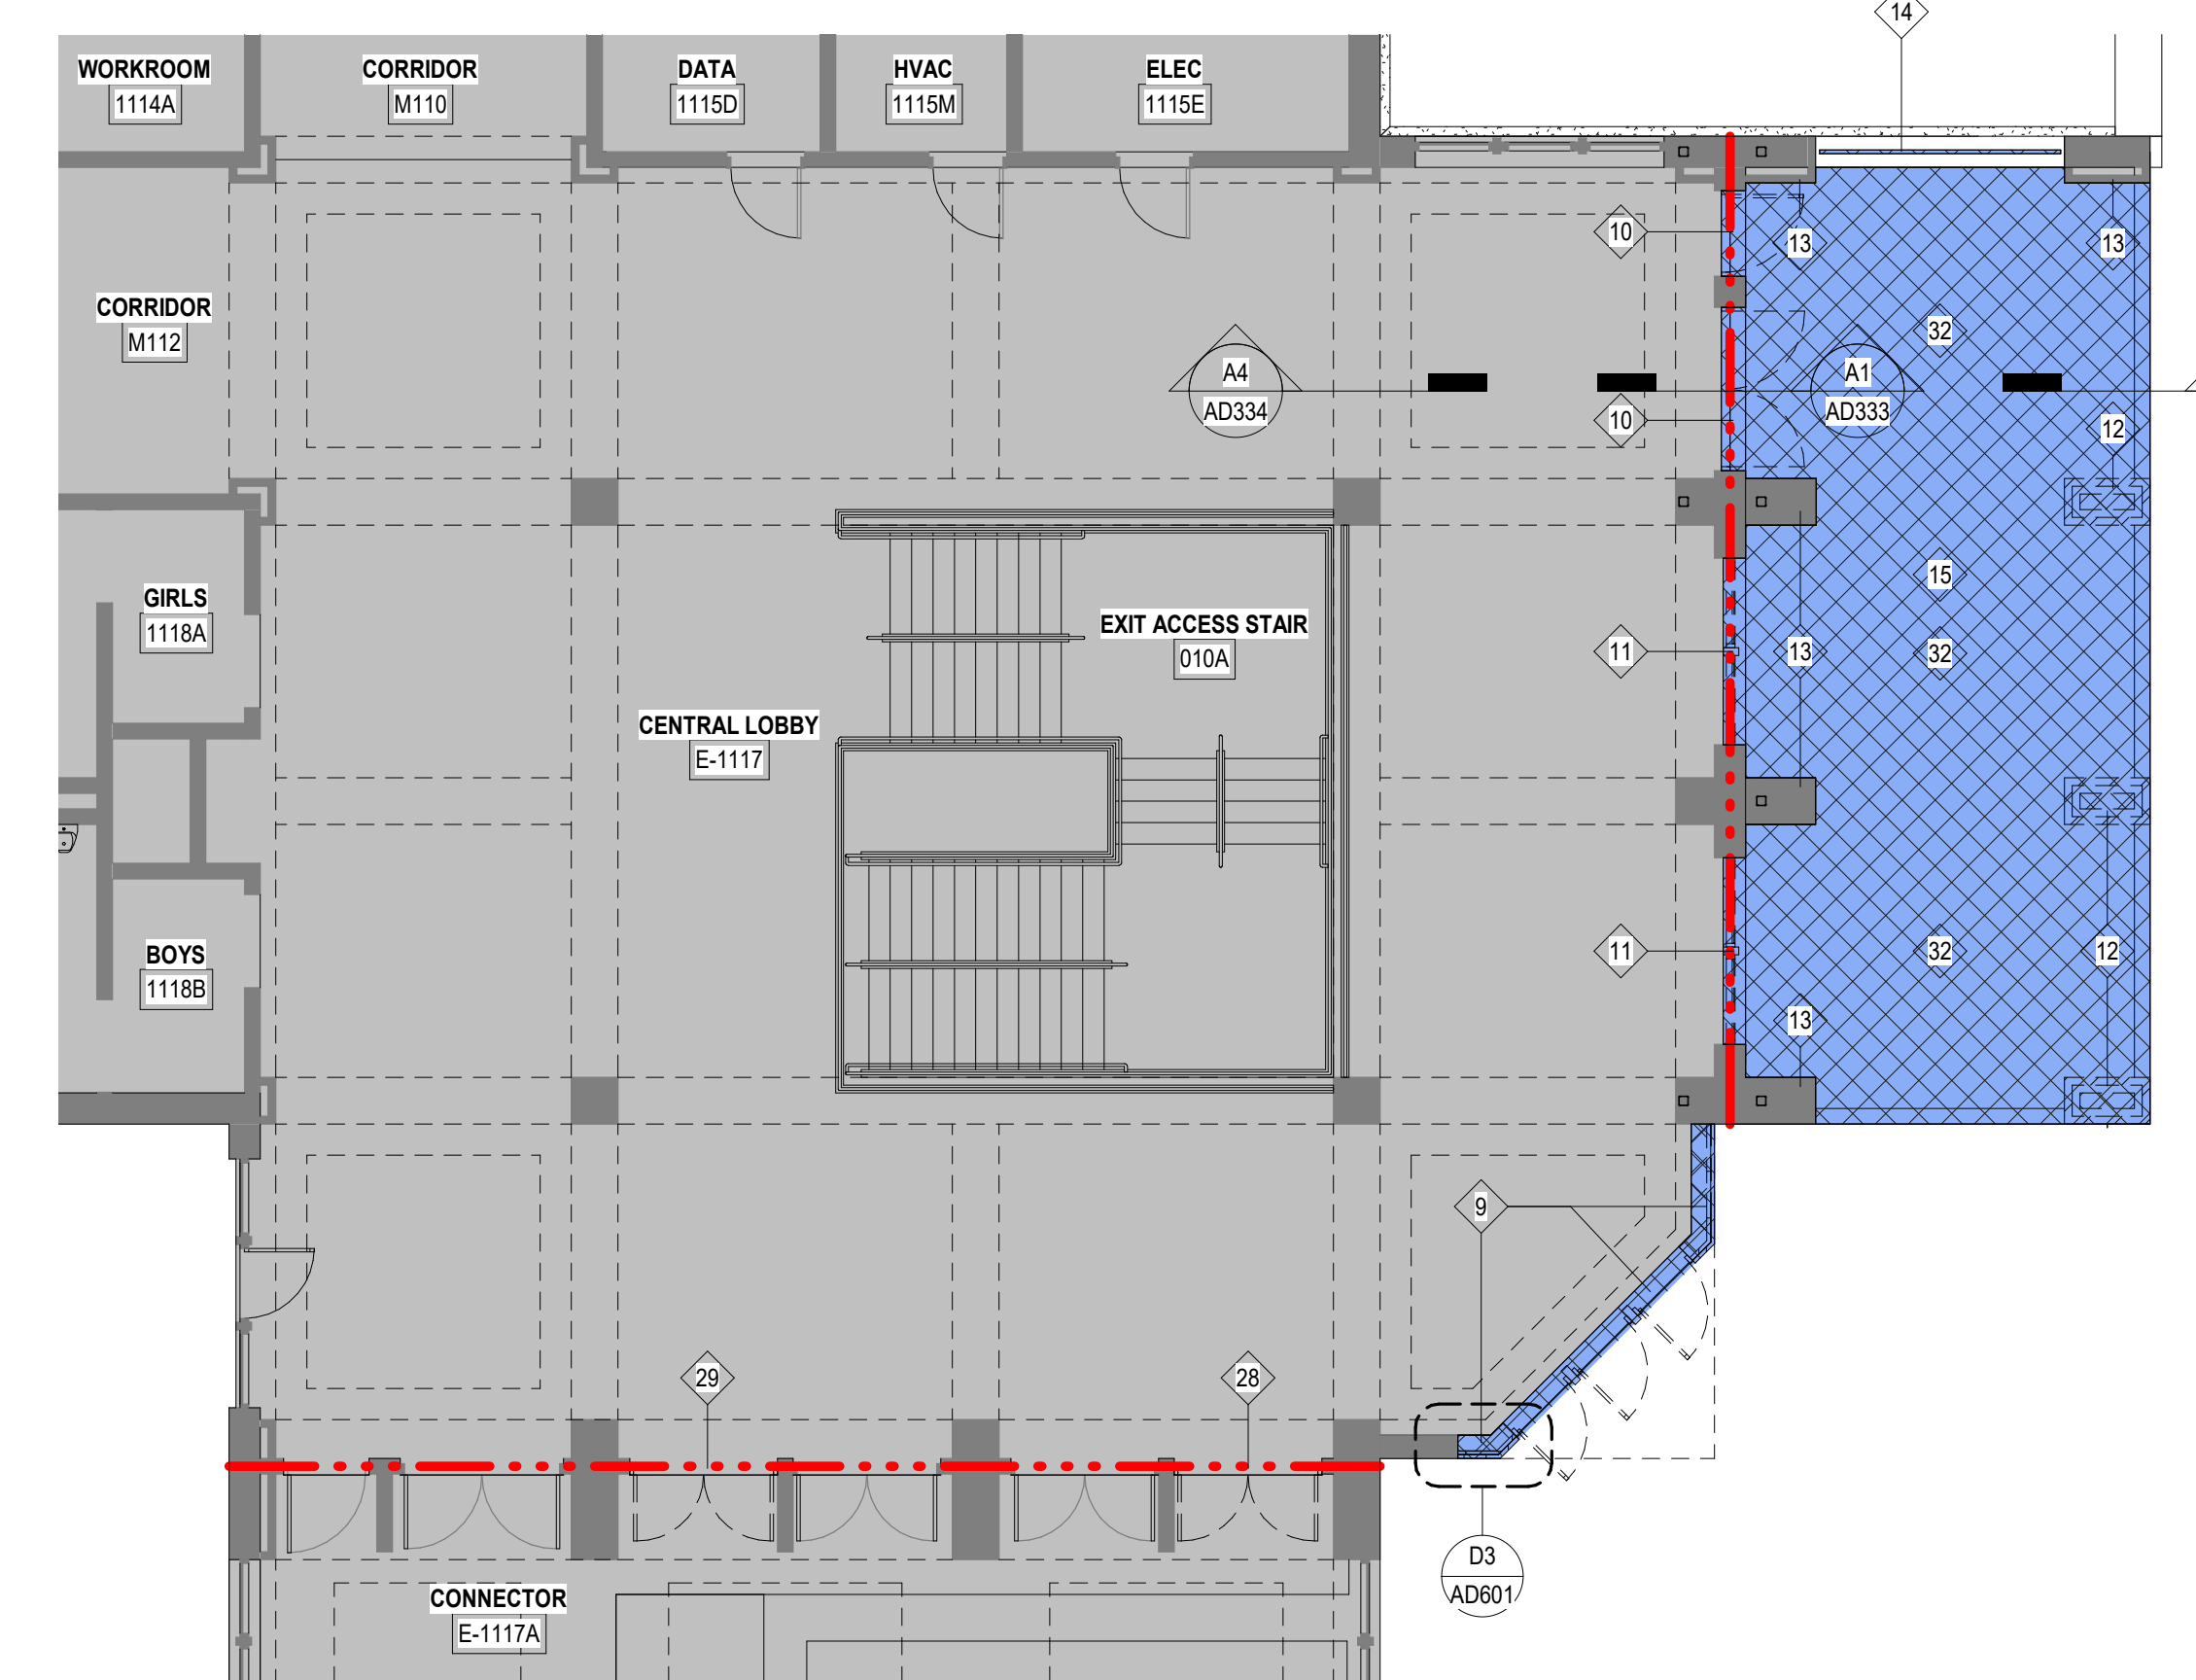 14
WORKROOM
1114A
CORRIDOR
M110
DATA
1115D
HVAC
1115M
ELEC
1115E
10
13
13
CORRIDOR
M112
32
A4
AD334
A1
AD333
10
12
GIRLS
1118A
EXIT ACCESS STAIR
010A
15
11
13
32
CENTRAL LOBBY
E-1117
BOYS
1118B
11
32
12
13
9
29
28
D3
AD601
CONNECTOR
E-1117A